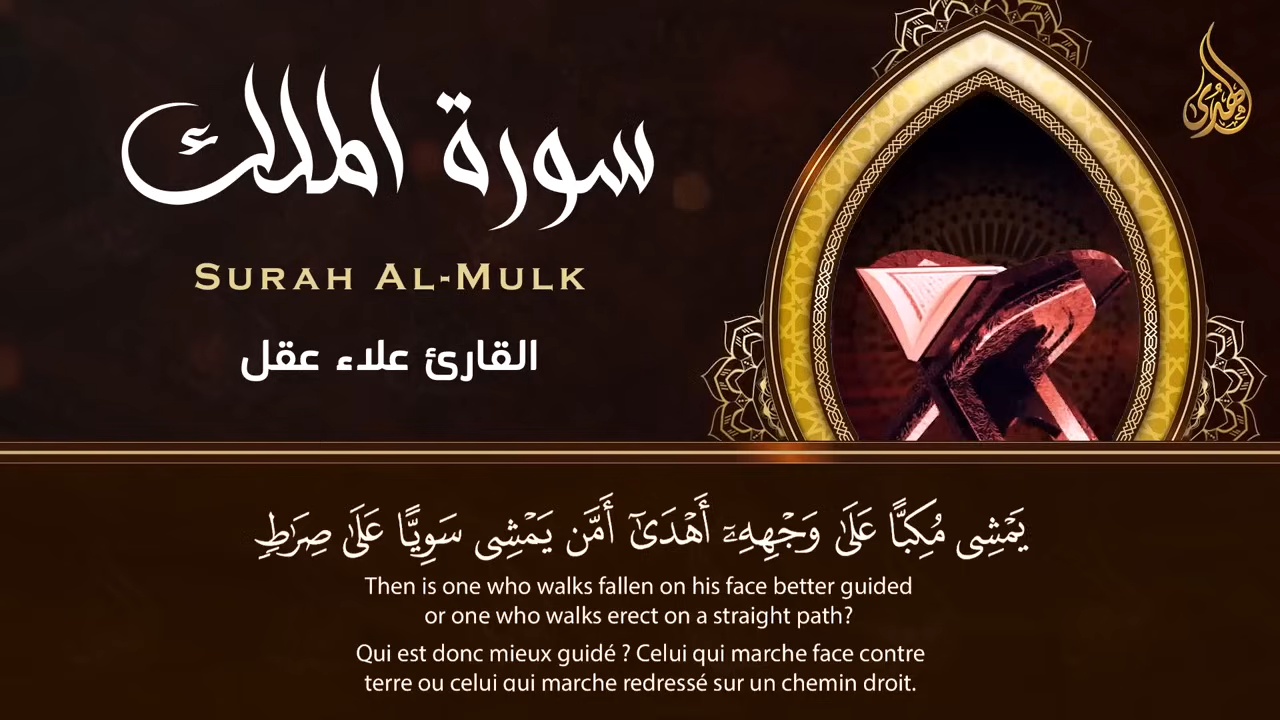 سورة الملك
هدى
SURAH AL-MULK
القارئ علاء عقل
يَمْشِى مُكِبًّا عَلَىٰ وَجْهِهِۦٓ أَهْدَىٰٓ أَمَّن يَمْشِى سَوِيًّا عَلَىٰ صِرَٰطٍ
Then is one who walks fallen on his face better guided
or one who walks erect on a straight path?
Qui est donc mieux guidé ? Celui qui marche face contre
terre ou celui qui marche redressé sur un chemin droit.